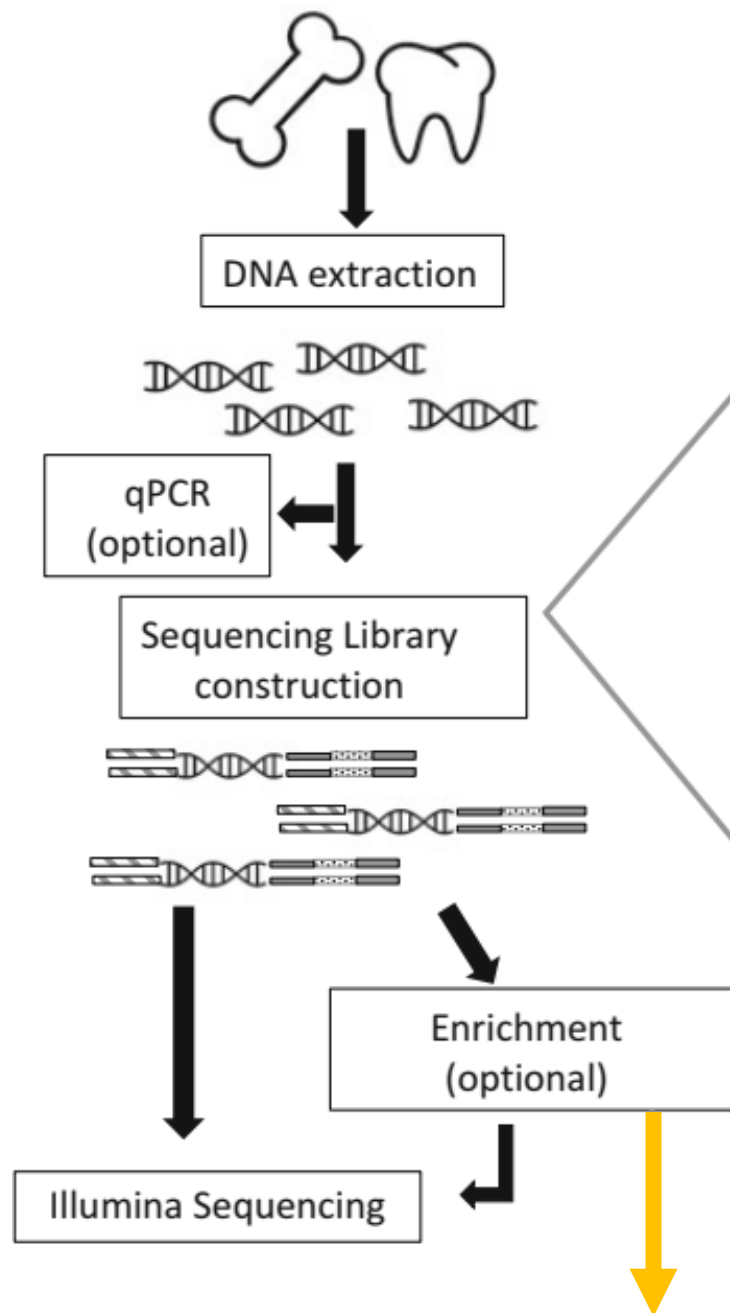 DNA extraction
qPCR
(optional)
Sequencing Library
construction
Enrichment
(optional)
Illumina Sequencing